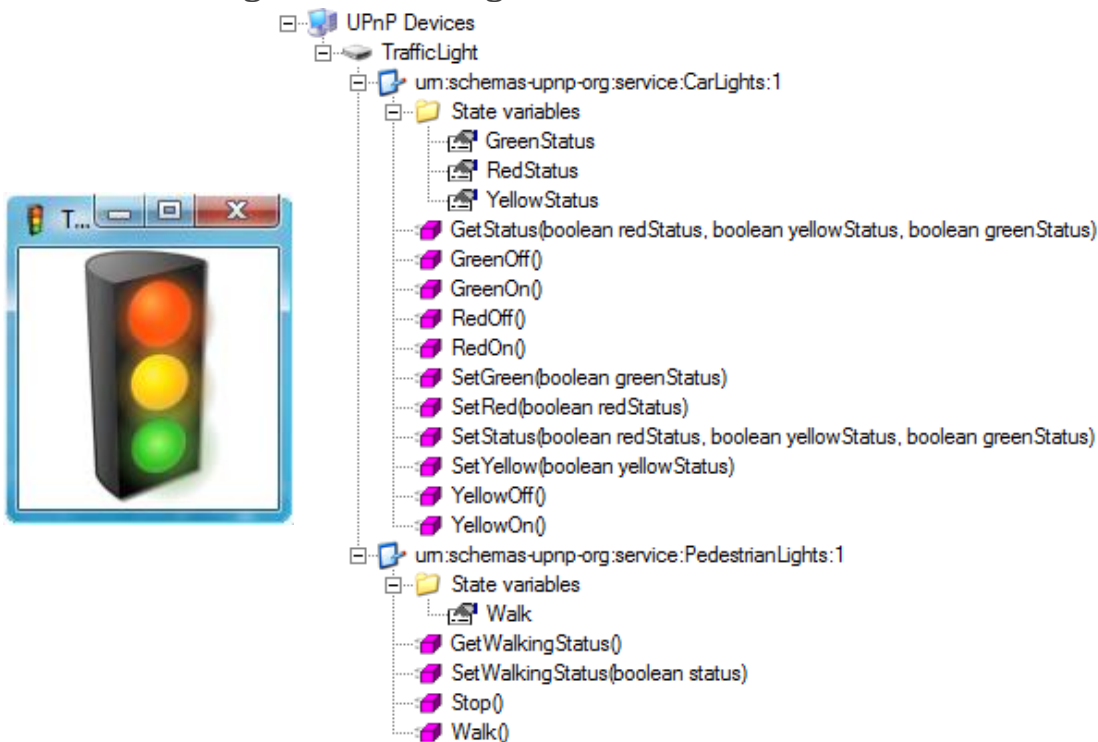 UPnP Devices
TrafficLight
urn:schemas-upnp-org:service:CarLights:1
State variables
GreenStatus
RedStatus
YellowStatus
GetStatus(boolean redStatus, boolean yellowStatus, boolean greenStatus)
GreenOff()
GreenOn()
RedOff()
RedOn()
SetGreen(boolean greenStatus)
SetRed(boolean redStatus)
SetStatus(boolean redStatus, boolean yellowStatus, boolean greenStatus)
SetYellow(boolean yellowStatus)
YellowOff()
YellowOn()
urn:schemas-upnp-org:service:PedestrianLights:1
State variables
Walk
GetWalkingStatus()
SetWalkingStatus(boolean status)
Stop()
Walk()
T...